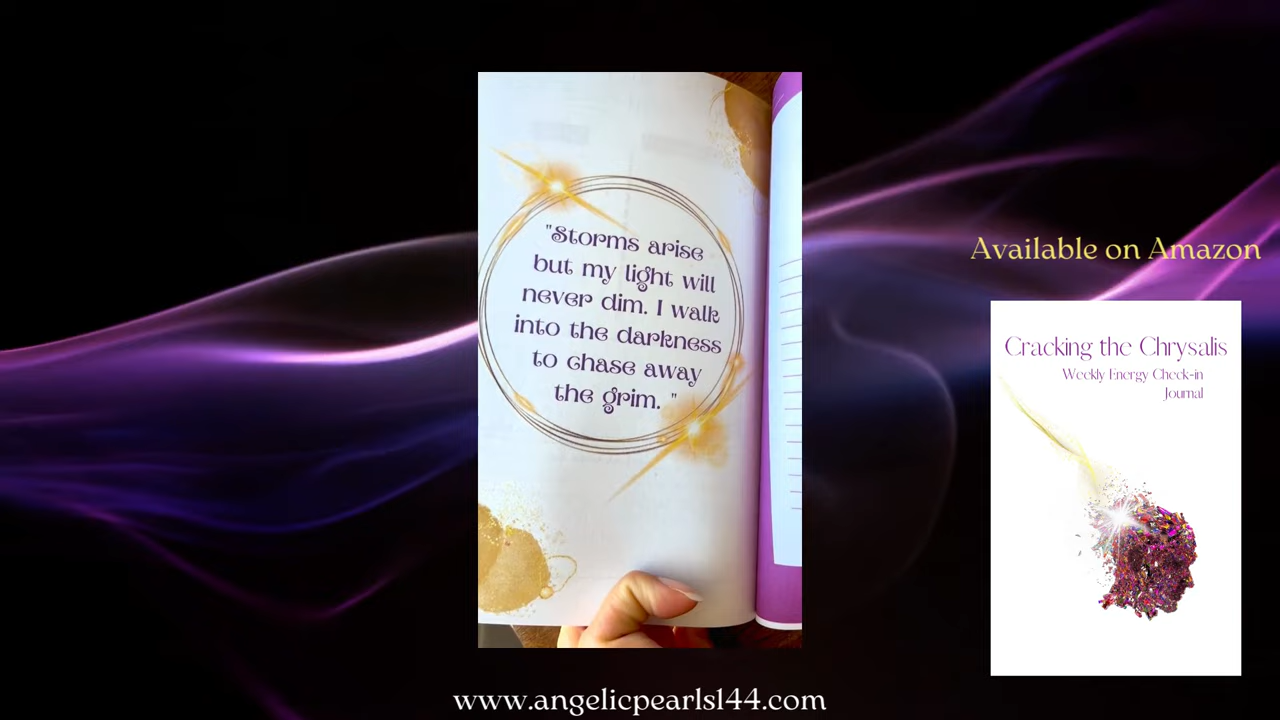 "Storms arise
but my light will
never dim. I walk
into the darkness
to chase away
the grim. "
Available on Amazon
Cracking the Chrysalis
Weekly Energy Check-in
Journal
www.angelicpearls144.com